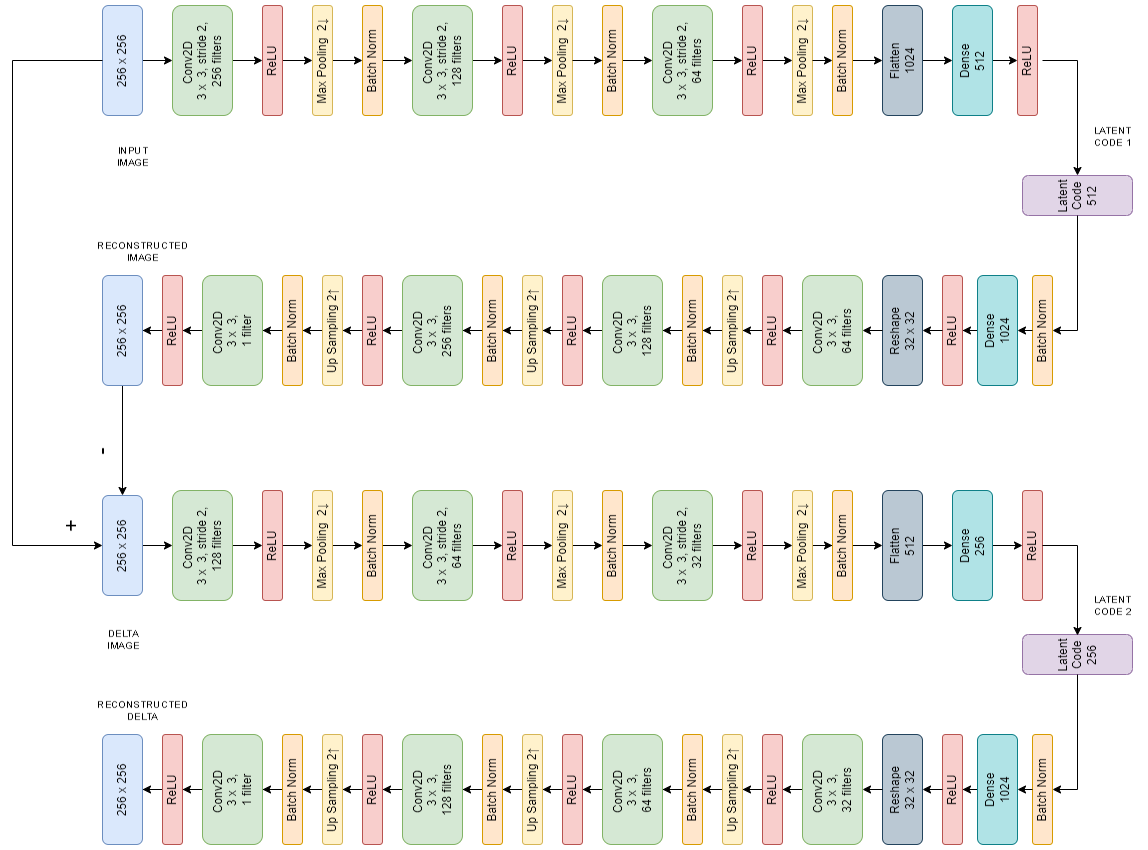 256 x 256
Conv2D
3 x 3, stride 2,
256 filters
ReLU
Max Pooling 2↓
Batch Norm
Conv2D
3 x 3, stride 2,
128 filters
ReLU
Max Pooling 2↓
Batch Norm
Conv2D
3 x 3, stride 2,
64 filters
ReLU
Max Pooling 2↓
Batch Norm
Flatten
1024
Dense
512
ReLU
INPUT
IMAGE
LATENT
CODE 1
Latent
Code
512
RECONSTRUCTED
IMAGE
256 x 256
ReLU
Conv2D
3 x 3,
1 filter
Batch Norm
Up Sampling 2↑
ReLU
Conv2D
3 x 3,
256 filters
Batch Norm
Up Sampling 2↑
ReLU
Conv2D
3 x 3,
128 filters
Batch Norm
Up Sampling 2↑
ReLU
Conv2D
3 x 3,
64 filters
Reshape
32 x 32
ReLU
Dense
1024
Batch Norm
-
+
256 x 256
Conv2D
3 x 3, stride 2,
128 filters
ReLU
Max Pooling 2↓
Batch Norm
Conv2D
3 x 3, stride 2,
64 filters
ReLU
Max Pooling 2↓
Batch Norm
Conv2D
3 x 3, stride 2,
32 filters
ReLU
Max Pooling 2↓
Batch Norm
Flatten
512
Dense
256
ReLU
DELTA
IMAGE
LATENT
CODE 2
Latent
Code
256
RECONSTRUCTED
DELTA
256 x 256
ReLU
Conv2D
3 x 3,
1 filter
Batch Norm
Up Sampling 2↑
ReLU
Conv2D
3 x 3,
128 filters
Batch Norm
Up Sampling 2↑
ReLU
Conv2D
3 x 3,
64 filters
Batch Norm
Up Sampling 2↑
ReLU
Conv2D
3 x 3,
32 filters
Reshape
32 x 32
ReLU
Dense
1024
Batch Norm